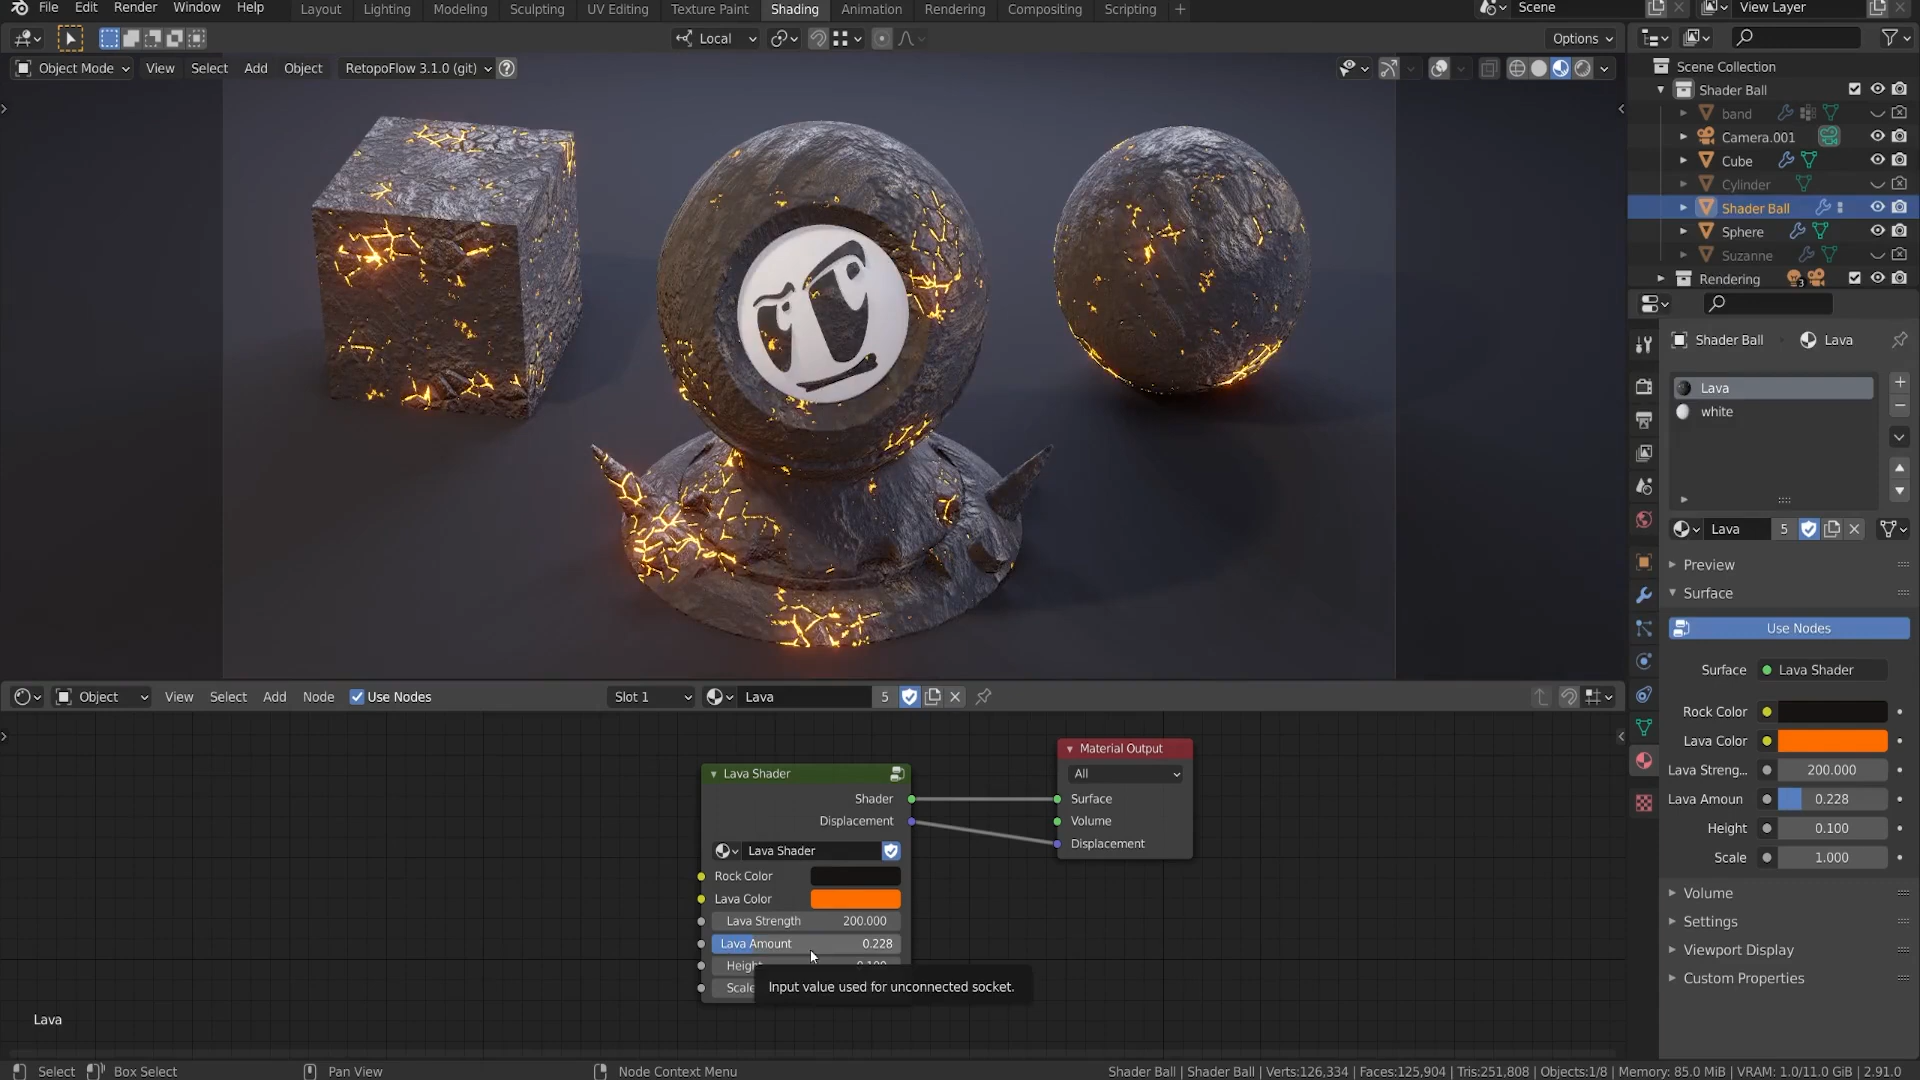 File Edit Render Window Help Layout Lighting Modeling Sculpting UV Editing Texture Paint Shading Animation Rendering Compositing Scripting + Scene View Layer
Local Options
Object Mode View Select Add Object RetopoFlow 3.1.0 (git)
Scene Collection
Shader Ball
band
Camera.001
Cube
Cylinder
Shader Ball
Sphere
Suzanne
Rendering 3
Shader Ball Lava
Lava
white
Lava 5
Preview
Surface
Use Nodes
Surface Lava Shader
Rock Color
Lava Color
Lava Streng... 200.000
Lava Amoun 0.228
Height 0.100
Scale 1.000
Volume
Settings
Viewport Display
Custom Properties
Object View Select Add Node Use Nodes Slot 1 Lava 5
Material Output
All
Surface
Volume
Displacement
Lava Shader
Shader
Displacement
Lava Shader
Rock Color
Lava Color
Lava Strength 200.000
Lava Amount 0.228
Height 0.100
Scale
Input value used for unconnected socket.
Lava
Select Box Select Pan View Node Context Menu Shader Ball | Shader Ball | Verts:126,334 | Faces:125,904 | Tris:251,808 | Objects:1/8 | Memory: 85.0 MiB | VRAM: 1.0/11.0 GiB | 2.91.0